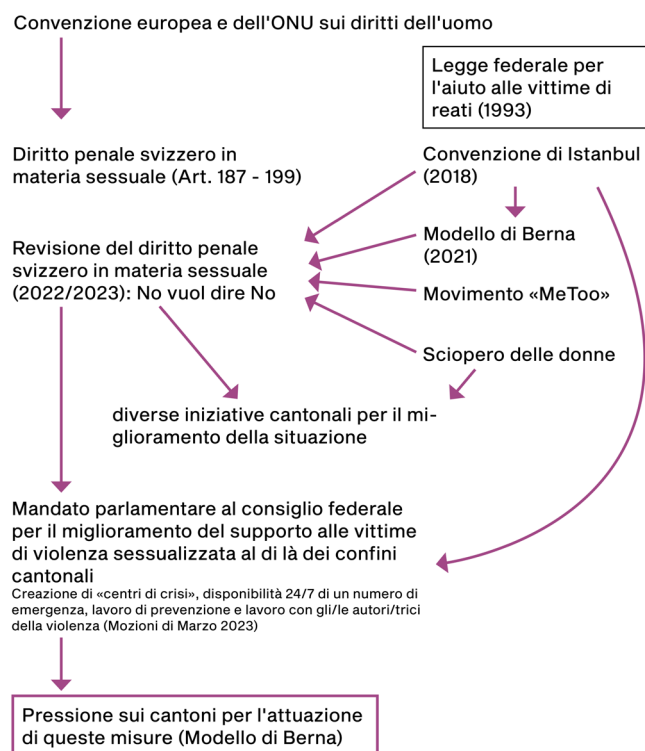 Convenzione europea e dell'ONU sui diritti dell'uomo
Legge federale per
l'aiuto alle vittime di
reati (1993)
Diritto penale svizzero in
materia sessuale (Art. 187 - 199)
Convenzione di Istanbul
(2018)
Revisione del diritto penale
svizzero in materia sessuale
(2022/2023): No vuol dire No
Modello di Berna
(2021)
Movimento «MeToo»
Sciopero delle donne
diverse iniziative cantonali per il mi-
glioramento della situazione
Mandato parlamentare al consiglio federale
per il miglioramento del supporto alle vittime
di violenza sessualizzata al di là dei confini
cantonali
Creazione di «centri di crisi», disponibilità 24/7 di un numero di
emergenza, lavoro di prevenzione e lavoro con gli/le autori/trici
della violenza (Mozioni di Marzo 2023)
Pressione sui cantoni per l'attuazione
di queste misure (Modello di Berna)